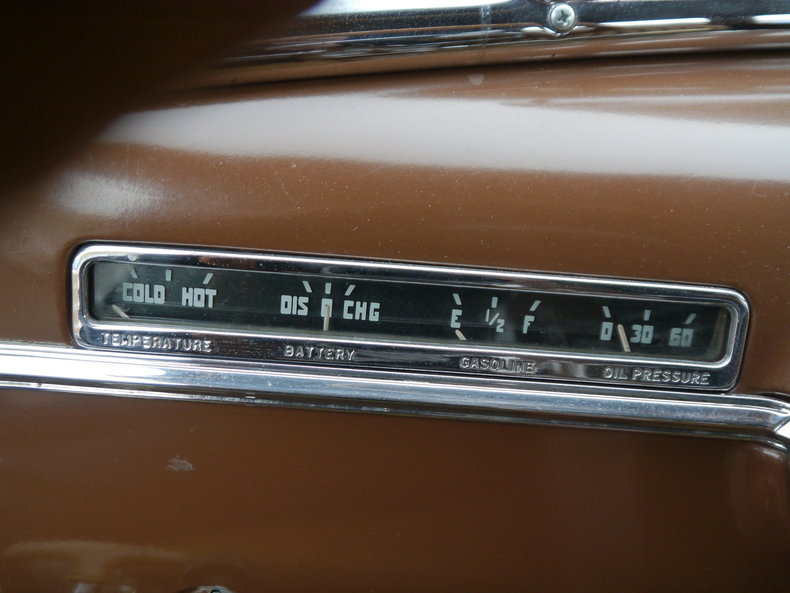 COLD HOT DIS 0 CHG E 1/2 F 0 30 60
TEMPERATURE BATTERY GASOLINE OIL PRESSURE